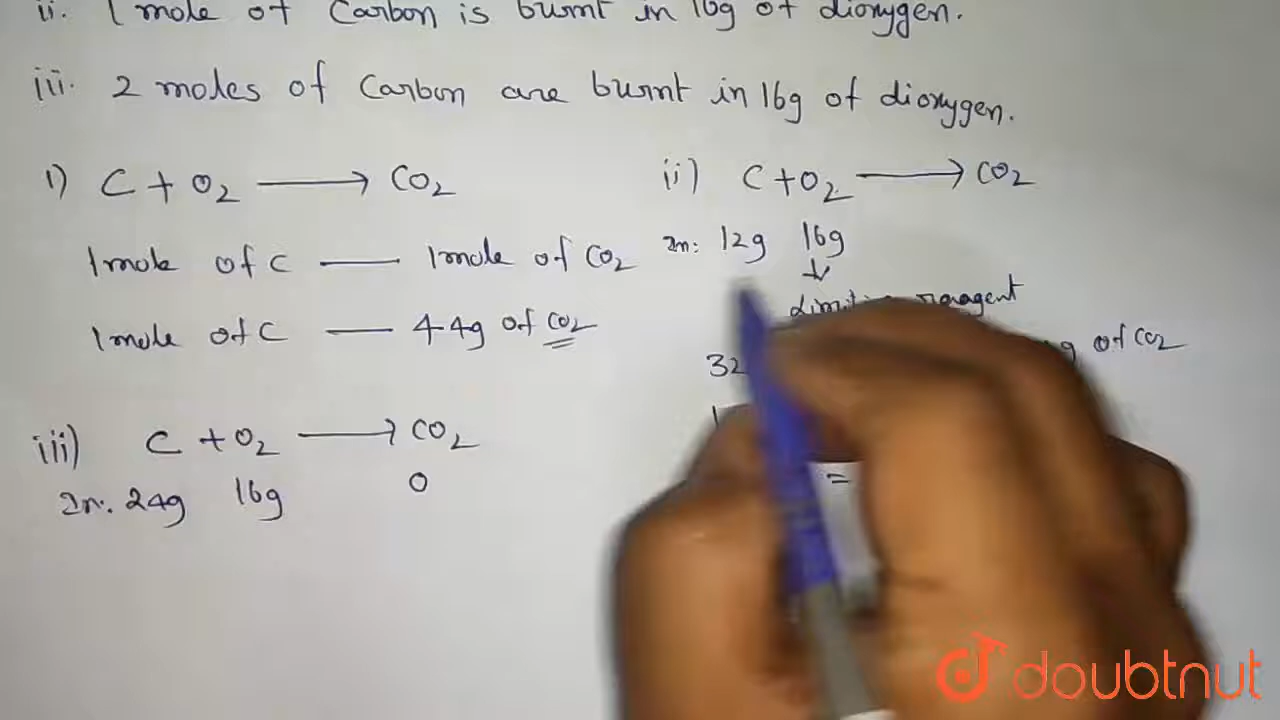 ii. 1 mole of Carbon is burnt in 16g of dioxygen.
iii. 2 moles of Carbon are burnt in 16g of dioxygen.
1) C + O2 ⟶ CO2
1mole of C — 1mole of CO2
1mole of C — 44g of CO2
ii) C + O2 ⟶ CO2
In: 12g 16g
↓
reagent
32
g of CO2
=
iii) C + O2 ⟶ CO2
In. 24g 16g 0
doubtnut